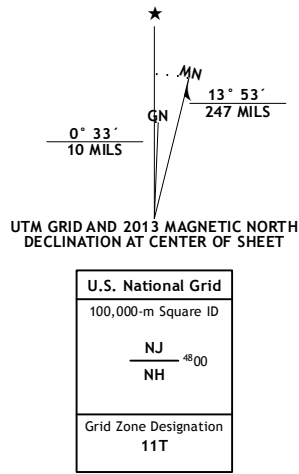 ★
MN
GN
13° 53´
247 MILS
0° 33´
10 MILS
UTM GRID AND 2013 MAGNETIC NORTH
DECLINATION AT CENTER OF SHEET
U.S. National Grid
100,000-m Square ID
NJ
⁴⁸00
NH
Grid Zone Designation
11T